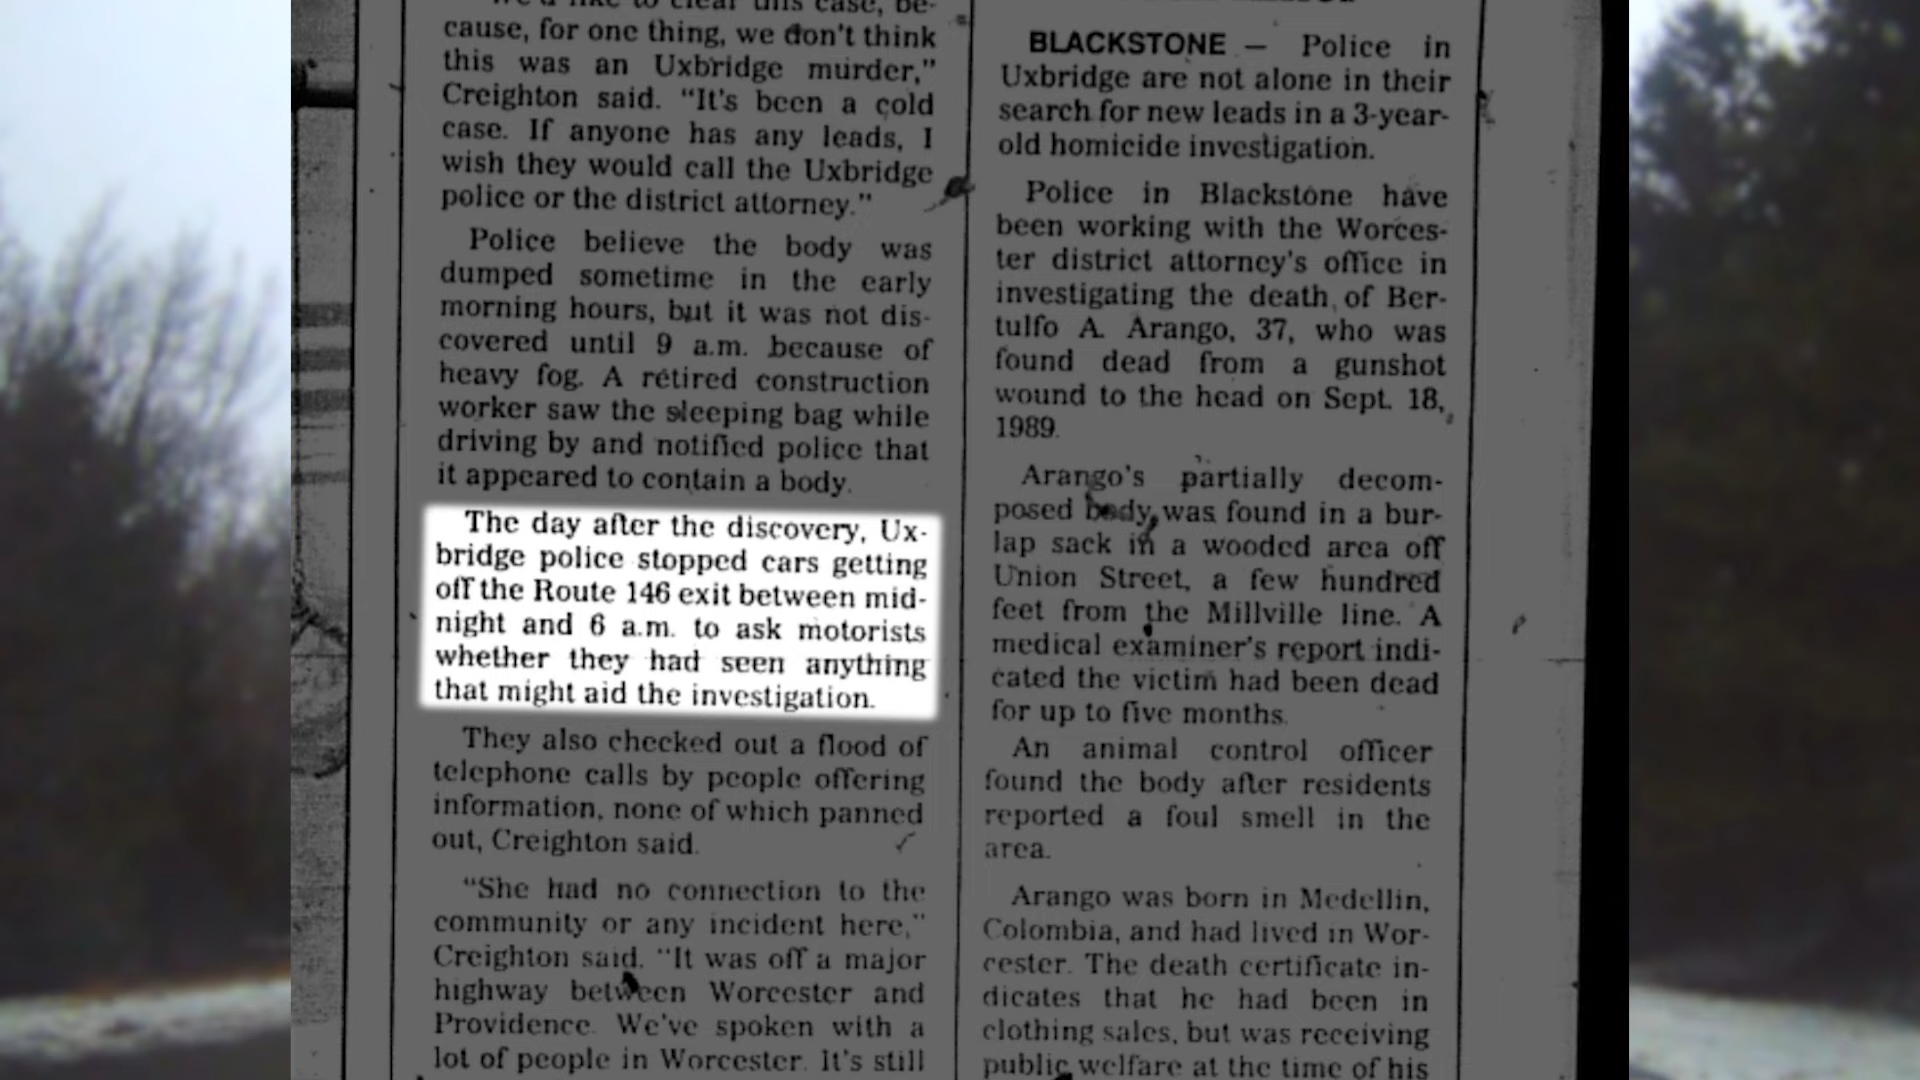 We'd like to clear this case, be-
cause, for one thing, we don't think
this was an Uxbridge murder,"
Creighton said. "It's been a cold
case. If anyone has any leads, I
wish they would call the Uxbridge
police or the district attorney."
Police believe the body was
dumped sometime in the early
morning hours, but it was not dis-
covered until 9 a.m. because of
heavy fog. A retired construction
worker saw the sleeping bag while
driving by and notified police that
it appeared to contain a body.
The day after the discovery, Ux-
bridge police stopped cars getting
off the Route 146 exit between mid-
night and 6 a.m. to ask motorists
whether they had seen anything
that might aid the investigation.
They also checked out a flood of
telephone calls by people offering
information, none of which panned
out, Creighton said.
"She had no connection to the
community or any incident here,"
Creighton said. "It was off a major
highway between Worcester and
Providence. We've spoken with a
lot of people in Worcester. It's still
BLACKSTONE — Police in
Uxbridge are not alone in their
search for new leads in a 3-year-
old homicide investigation.
Police in Blackstone have
been working with the Worces-
ter district attorney's office in
investigating the death of Ber-
tulfo A. Arango, 37, who was
found dead from a gunshot
wound to the head on Sept. 18,
1989.
Arango's partially decom-
posed body was found in a bur-
lap sack in a wooded area off
Union Street, a few hundred
feet from the Millville line. A
medical examiner's report indi-
cated the victim had been dead
for up to five months.
An animal control officer
found the body after residents
reported a foul smell in the
area.
Arango was born in Medellin,
Colombia, and had lived in Wor-
cester. The death certificate in-
dicates that he had been in
clothing sales, but was receiving
public welfare at the time of his